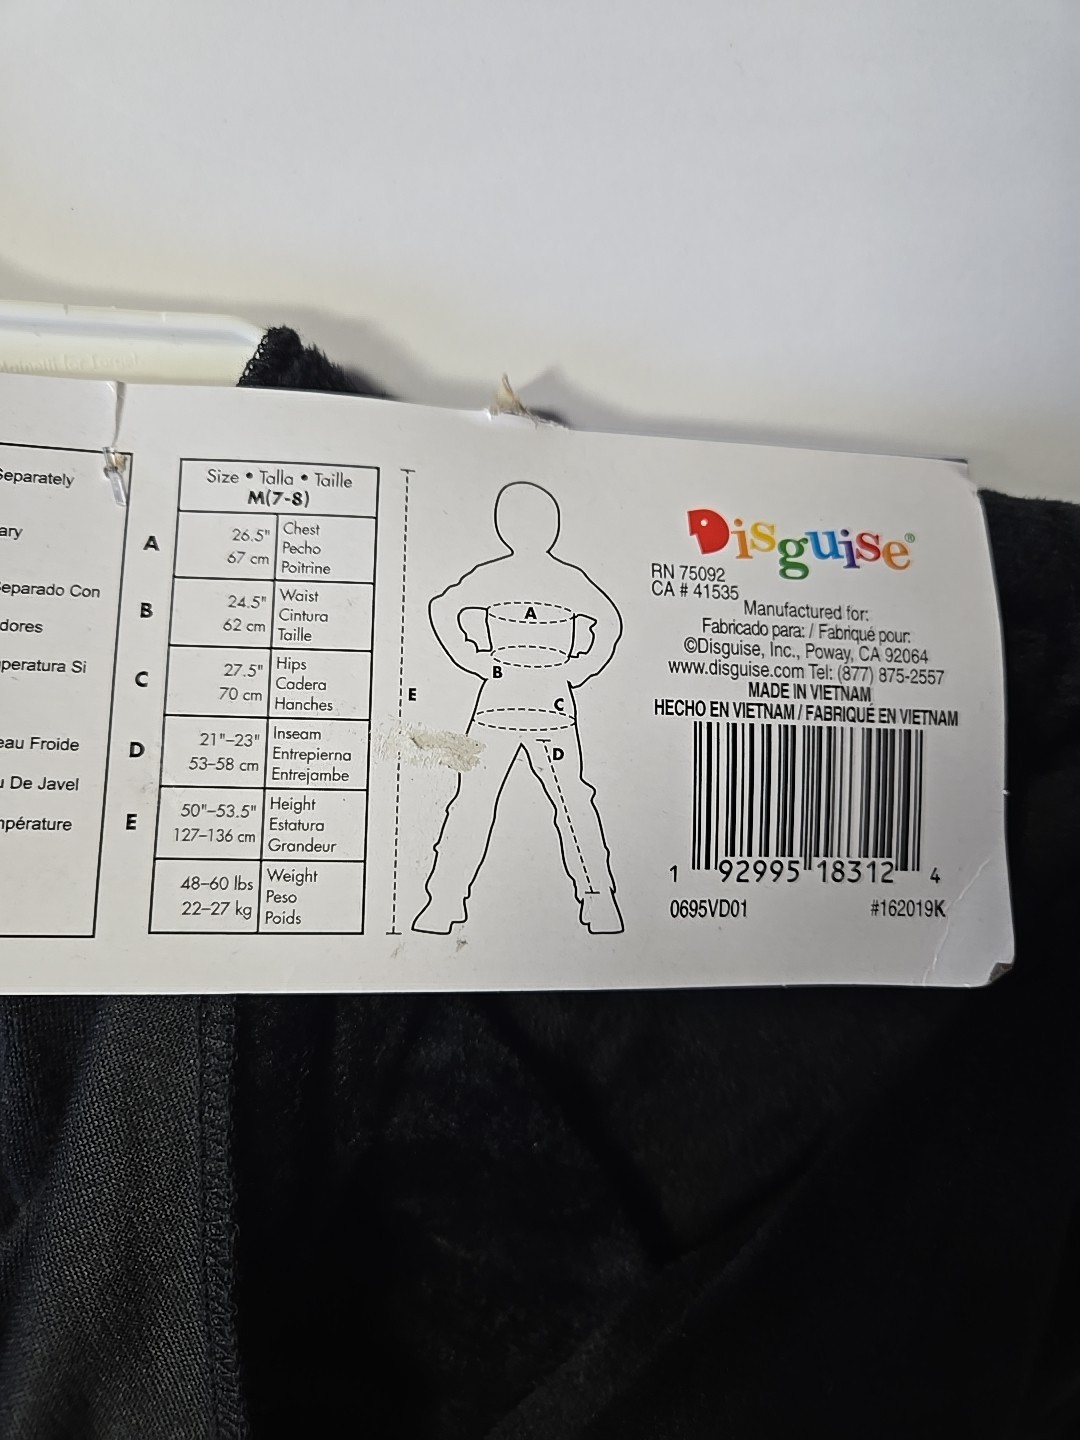 Separately
ary
Separado Con
dores
peratura Si
eau Froide
u De Javel
npérature
Size • Talla • Taille
M(7-8)
A
26.5"
67 cm
Chest
Pecho
Poitrine
B
24.5"
62 cm
Waist
Cintura
Taille
C
27.5"
70 cm
Hips
Cadera
Hanches
D
21"–23"
53–58 cm
Inseam
Entrepierna
Entrejambe
E
50"–53.5"
127–136 cm
Height
Estatura
Grandeur
48–60 lbs
22–27 kg
Weight
Peso
Poids
A
B
C
D
E
Disguise®
RN 75092
CA # 41535
Manufactured for:
Fabricado para: / Fabriqué pour:
©Disguise, Inc., Poway, CA 92064
www.disguise.com Tel: (877) 875-2557
MADE IN VIETNAM
HECHO EN VIETNAM / FABRIQUÉ EN VIETNAM
1 92995 18312 4
0695VD01 #162019K